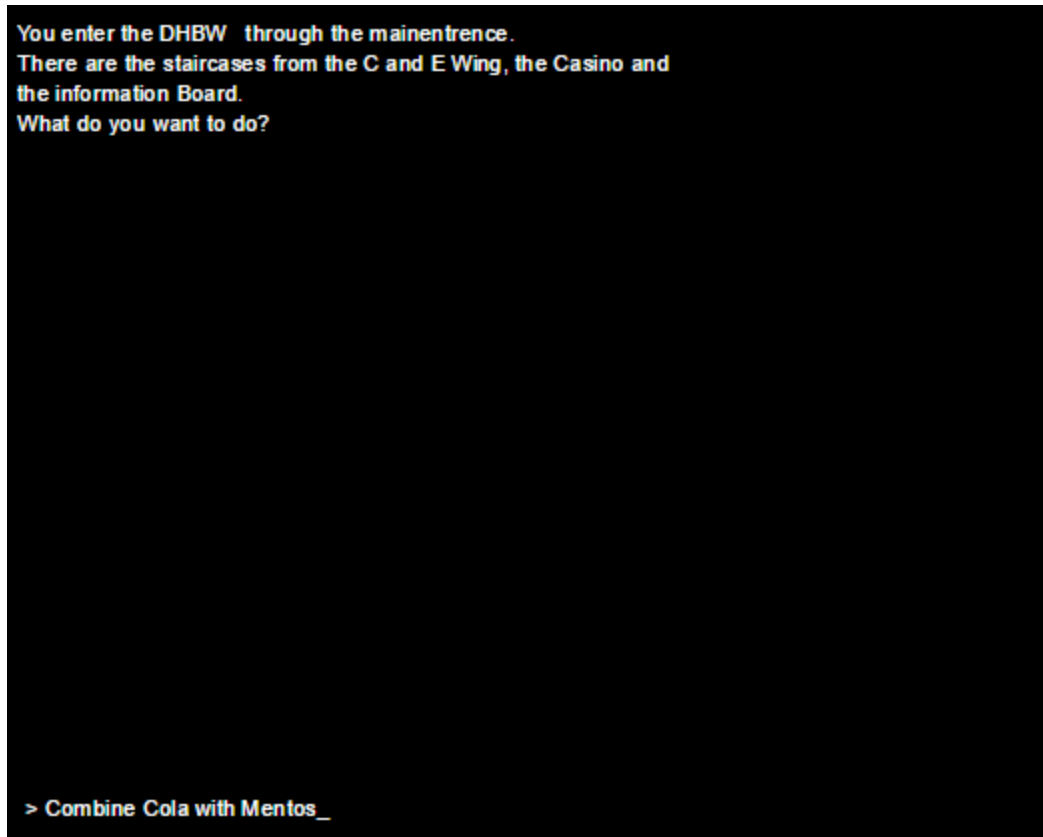 You enter the DHBW   through the mainentrence.
There are the staircases from the C and E Wing, the Casino and
the information Board.
What do you want to do?
> Combine Cola with Mentos_